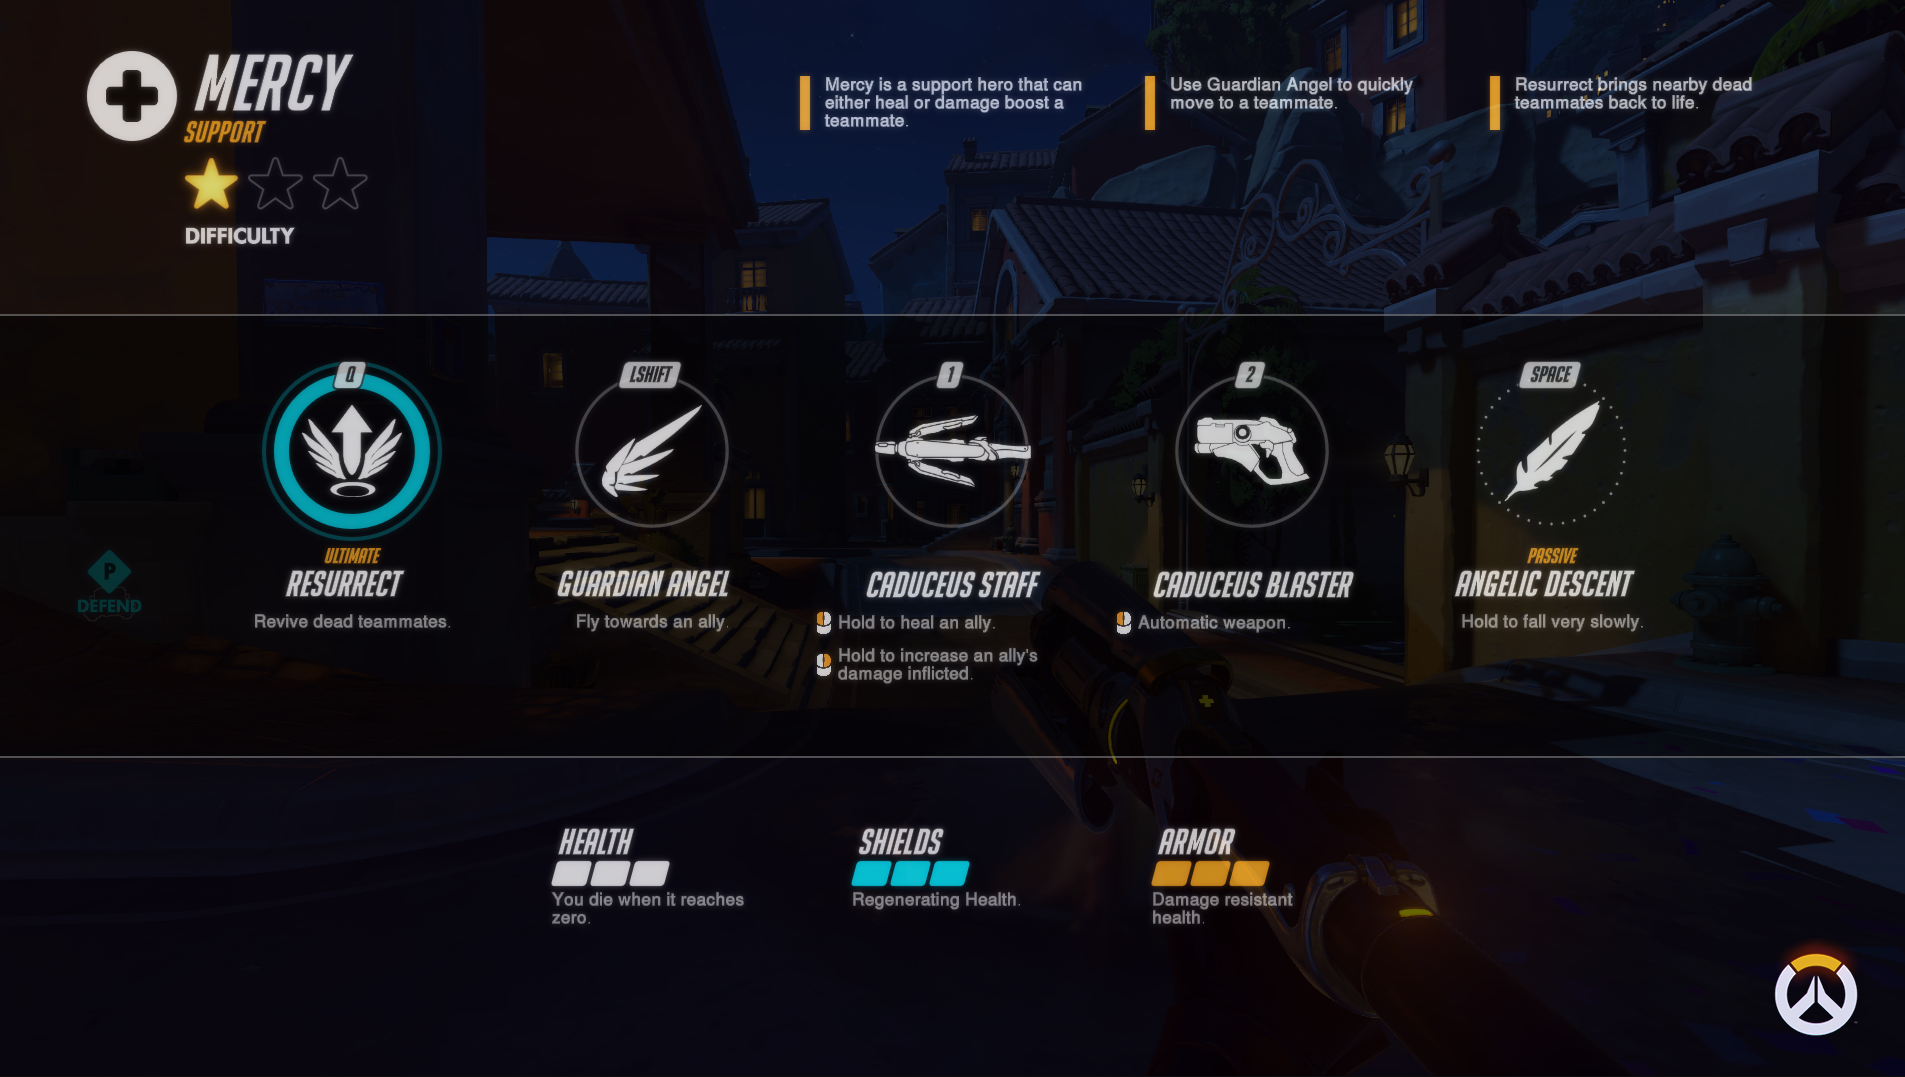 MERCY
SUPPORT
DIFFICULTY
Mercy is a support hero that can
either heal or damage boost a
teammate.
Use Guardian Angel to quickly
move to a teammate.
Resurrect brings nearby dead
teammates back to life.
Q
ULTIMATE
RESURRECT
Revive dead teammates.
LSHIFT
GUARDIAN ANGEL
Fly towards an ally.
1
CADUCEUS STAFF
Hold to heal an ally.
Hold to increase an ally's
damage inflicted.
2
CADUCEUS BLASTER
Automatic weapon.
SPACE
PASSIVE
ANGELIC DESCENT
Hold to fall very slowly.
P
DEFEND
HEALTH
You die when it reaches
zero.
SHIELDS
Regenerating Health.
ARMOR
Damage resistant
health.